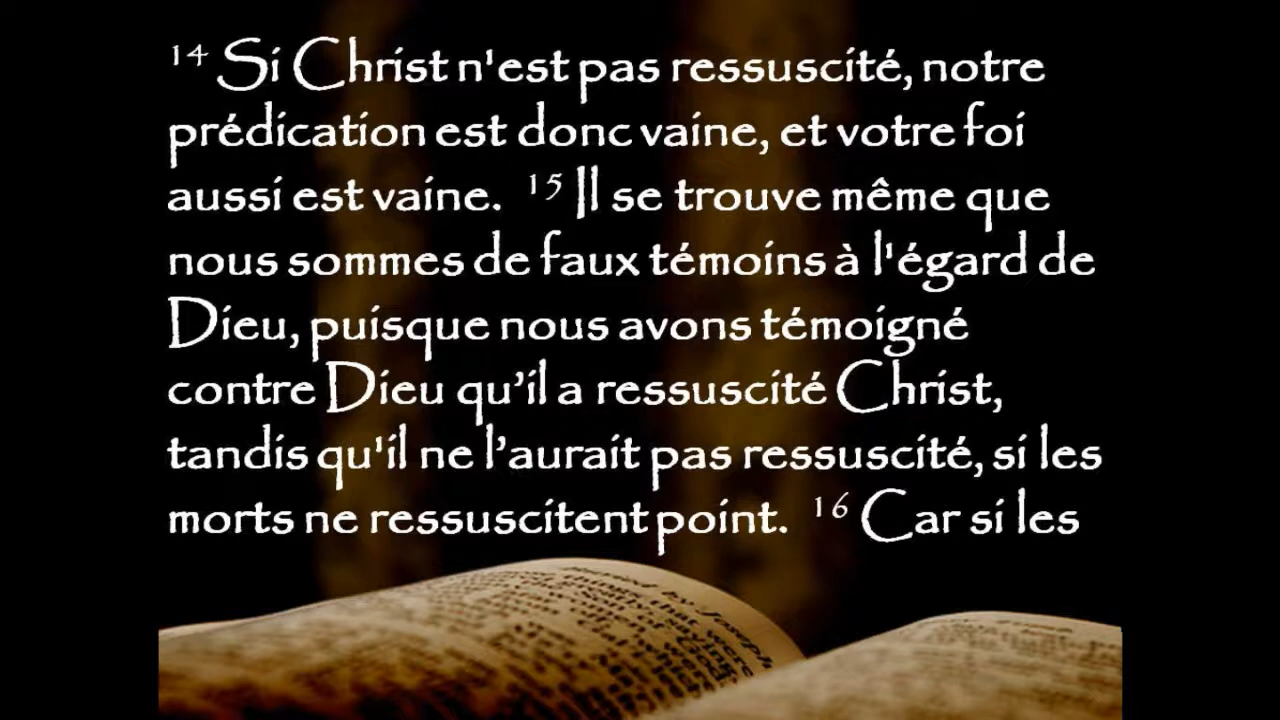 14 Si Christ n'est pas ressuscité, notre
prédication est donc vaine, et votre foi
aussi est vaine. 15 Il se trouve même que
nous sommes de faux témoins à l'égard de
Dieu, puisque nous avons témoigné
contre Dieu qu’il a ressuscité Christ,
tandis qu'il ne l’aurait pas ressuscité, si les
morts ne ressuscitent point. 16 Car si les